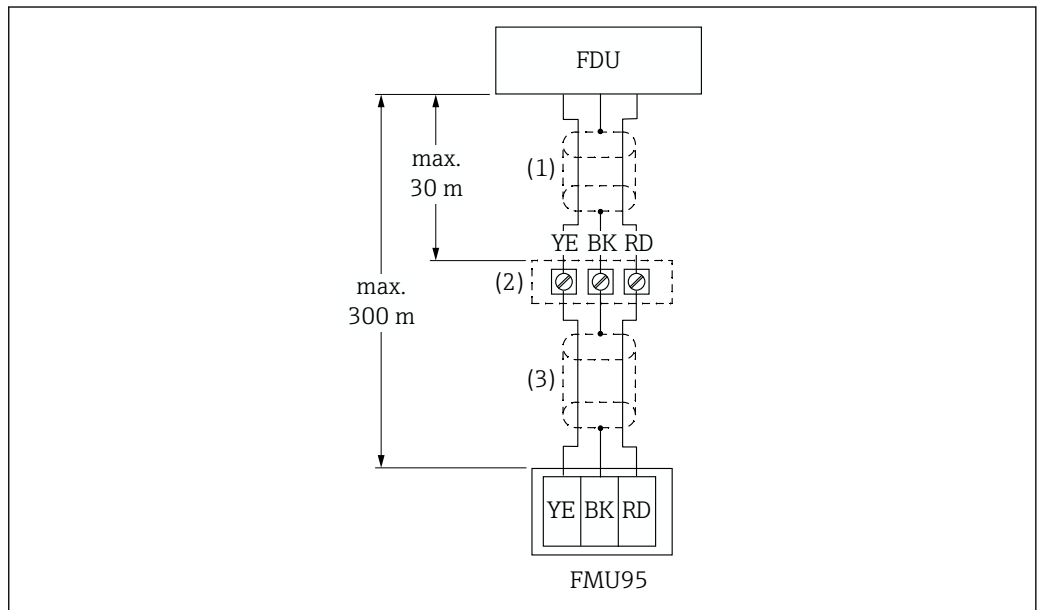 FDU
max.
30 m
(1)
YE BK RD
(2)
max.
300 m
(3)
YE BK RD
FMU95